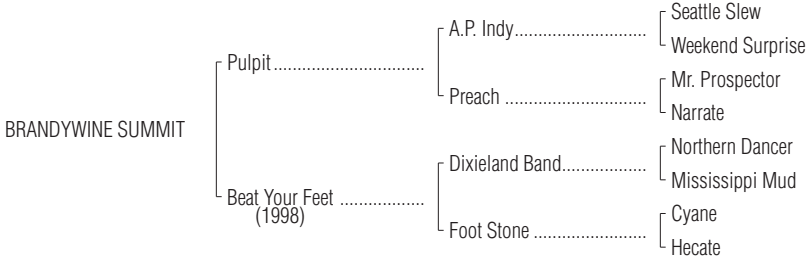 Seattle Slew
A.P. Indy..............................
Weekend Surprise
Pulpit..................................
Mr. Prospector
Preach ................................
Narrate
BRANDYWINE SUMMIT
Northern Dancer
Dixieland Band...................
Mississippi Mud
Beat Your Feet ...................
(1998)
Cyane
Foot Stone .........................
Hecate